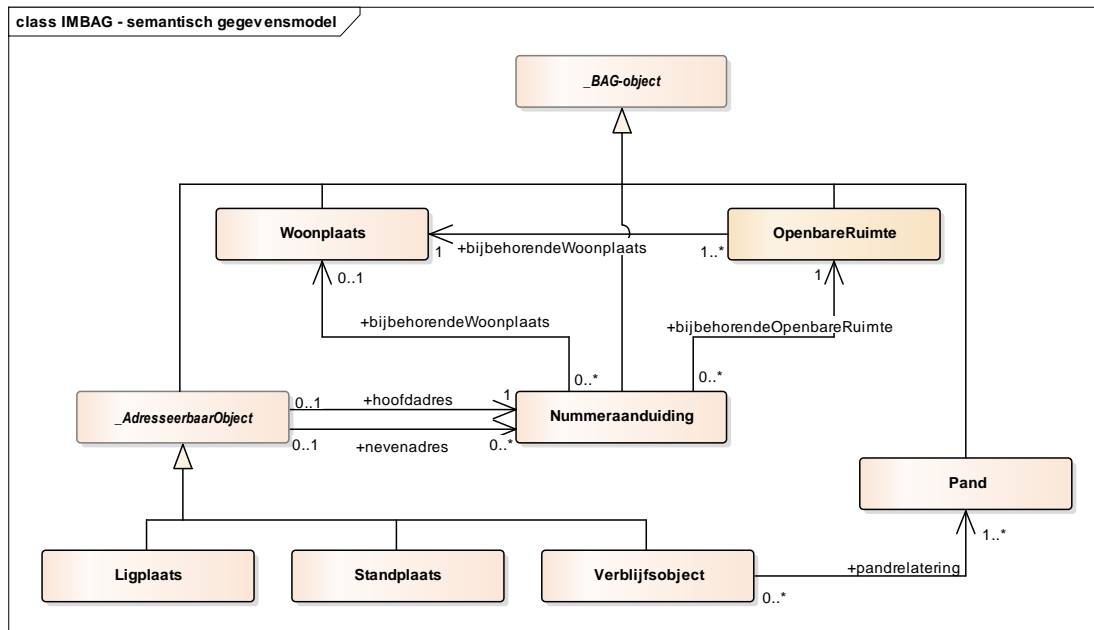 class IMBAG - semantisch gegevensmodel
_BAG-object
Woonplaats
OpenbareRuimte
+bijbehorendeWoonplaats
1
1..*
0..1
1
+bijbehorendeWoonplaats
+bijbehorendeOpenbareRuimte
0..*
0..*
_AdresseerbaarObject
0..1
+hoofdadres
1
Nummeraanduiding
0..1
+nevenadres
0..*
Pand
1..*
Ligplaats
Standplaats
Verblijfsobject
+pandrelatering
0..*